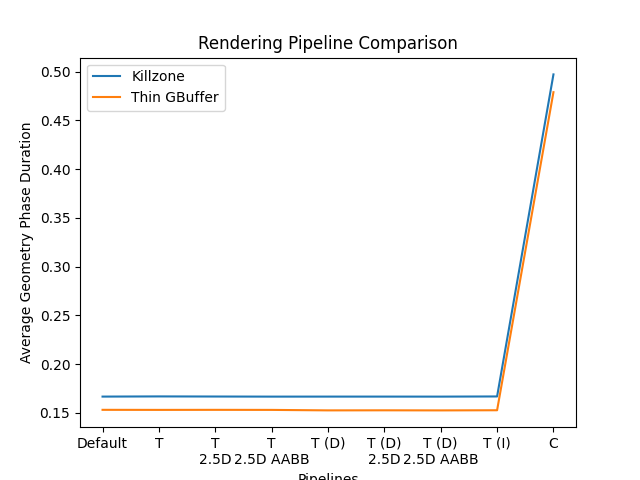 Rendering Pipeline Comparison
Killzone
Thin GBuffer
Average Geometry Phase Duration
0.50
0.45
0.40
0.35
0.30
0.25
0.20
0.15
Default T T T T (D) T (D) T (D) T (I) C
2.5D 2.5D AABB 2.5D 2.5D AABB
Pipelines